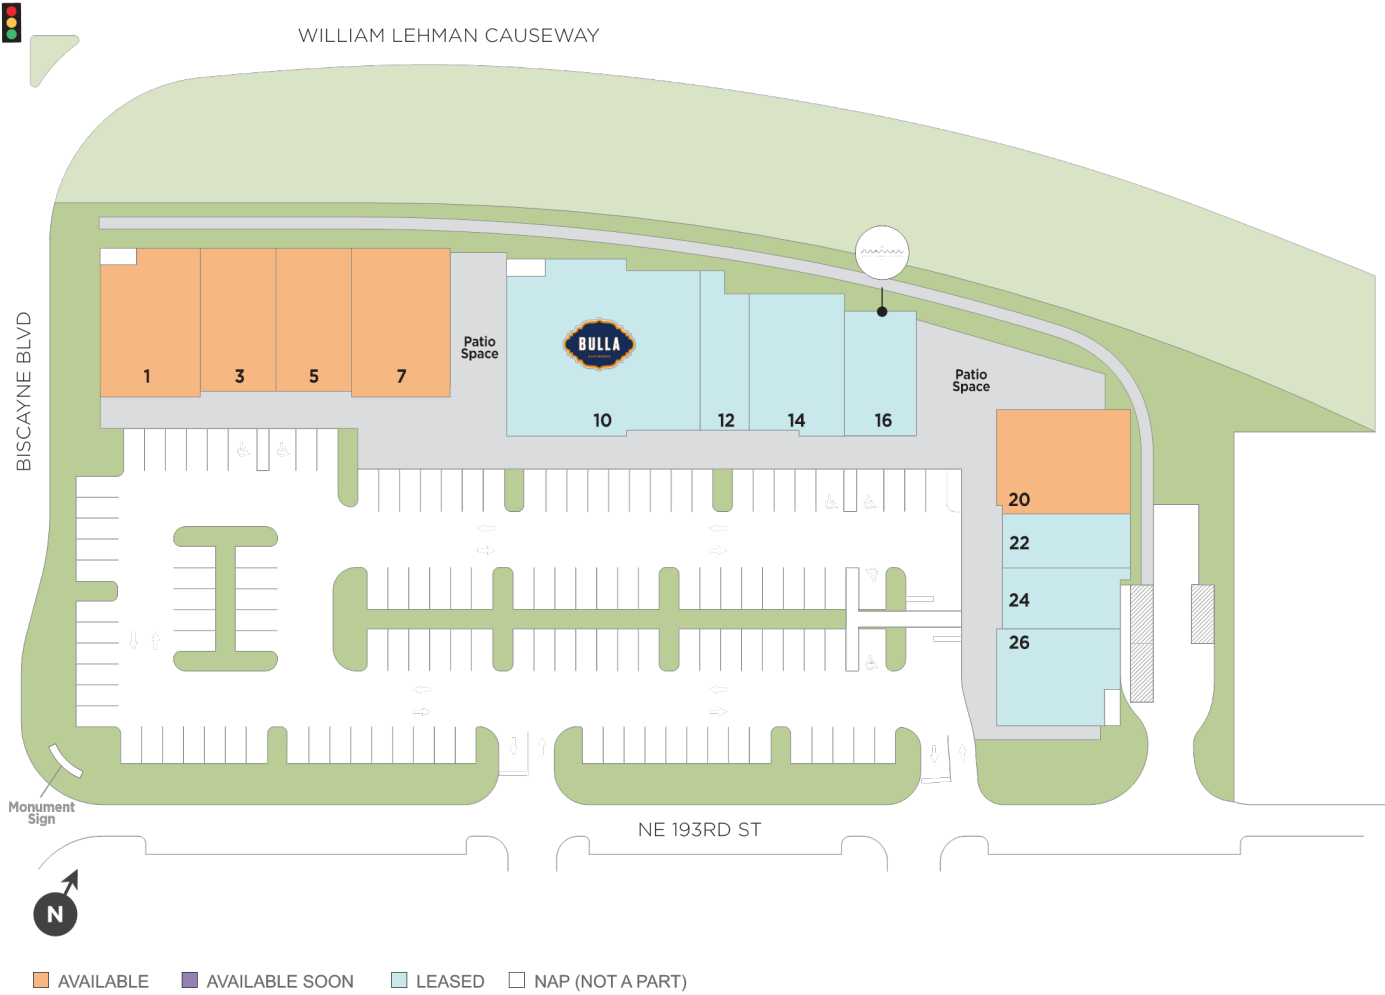 WILLIAM LEHMAN CAUSEWAY
BISCAYNE BLVD
1
3
5
7
Patio
Space
BULLA
10
12
14
16
Patio
Space
20
22
24
26
Monument
Sign
NE 193RD ST
N
AVAILABLE
AVAILABLE SOON
LEASED
NAP (NOT A PART)